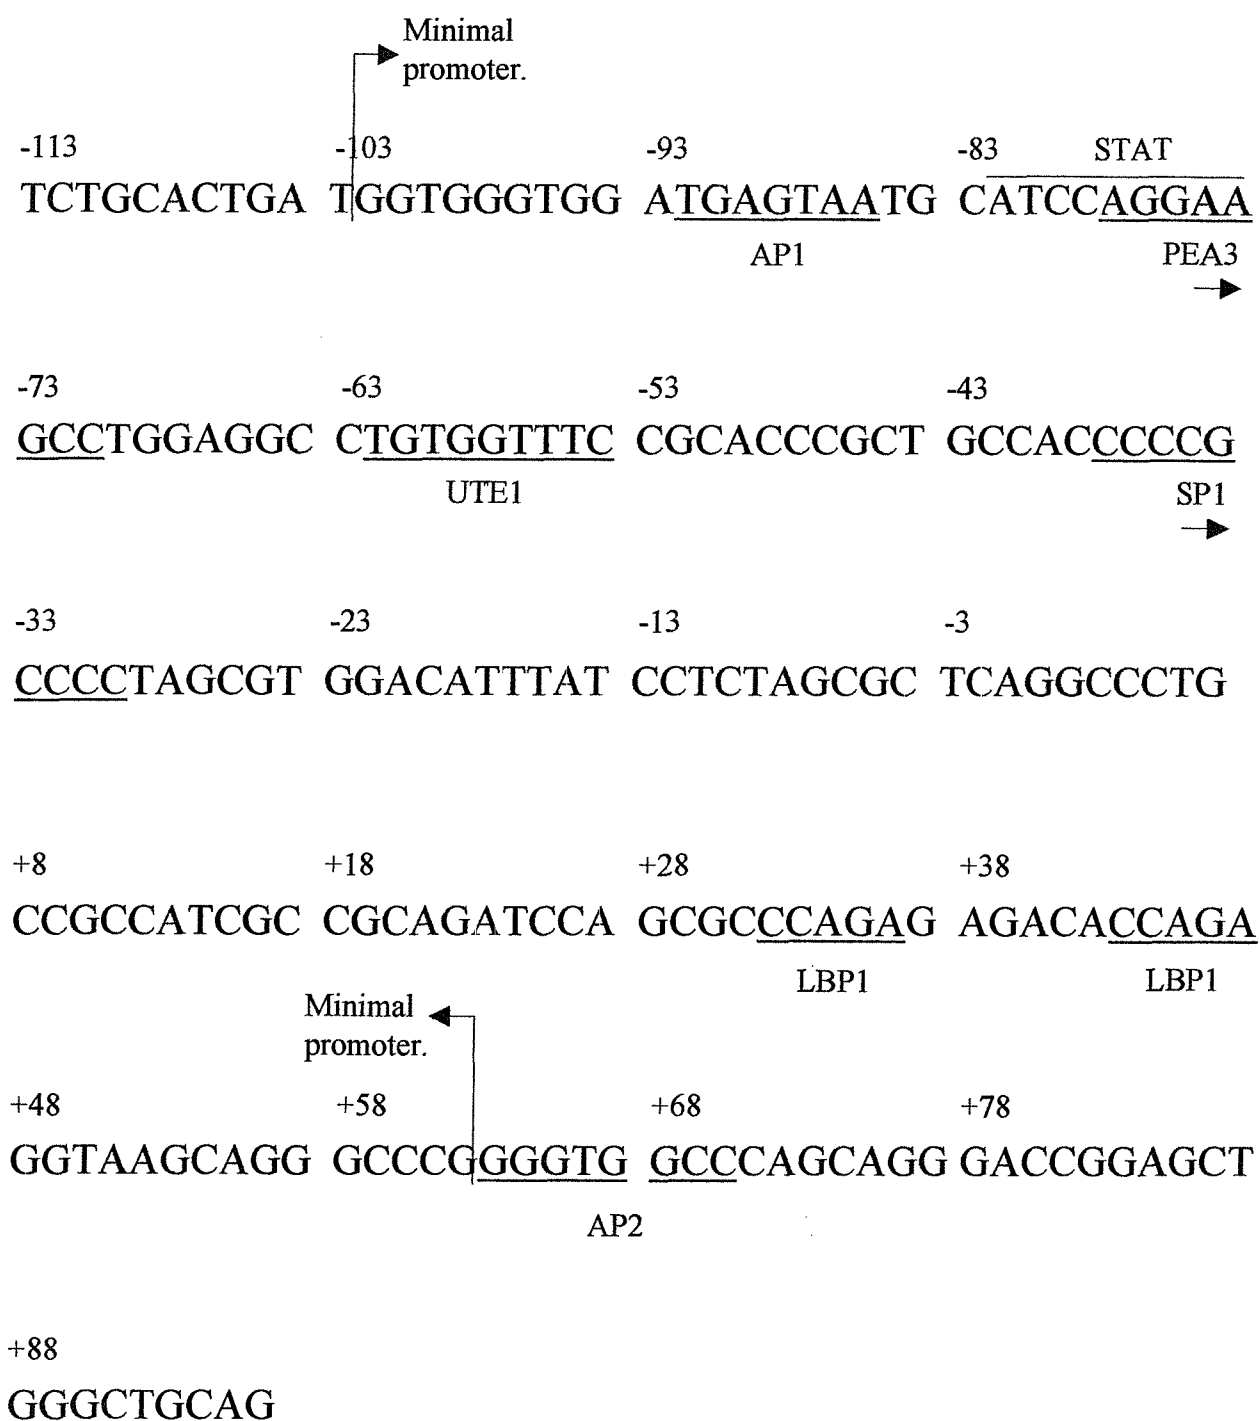 Minimal
promoter.
-113 -103 -93 -83 STAT
TCTGCACTGA TGGTGGGTGG ATGAGTAATG CATCCAGGAA
AP1 PEA3
-73 -63 -53 -43
GCCTGGAGGC CTGTGGTTTC CGCACCCGCT GCCACCCCCG
UTE1 SP1
-33 -23 -13 -3
CCCCTAGCGT GGACATTTAT CCTCTAGCGC TCAGGCCCTG
+8 +18 +28 +38
CCGCCATCGC CGCAGATCCA GCGCCCAGAG AGACACCAGA
LBP1 LBP1
Minimal
promoter.
+48 +58 +68 +78
GGTAAGCAGG GCCCGGGGTG GCCCAGCAGG GACCGGAGCT
AP2
+88
GGGCTGCAG